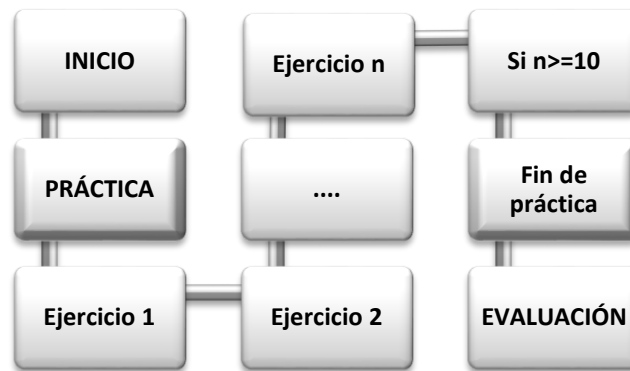 INICIO
PRÁCTICA
Ejercicio 1
Ejercicio 2
....
Ejercicio n
Si n>=10
Fin de
práctica
EVALUACIÓN